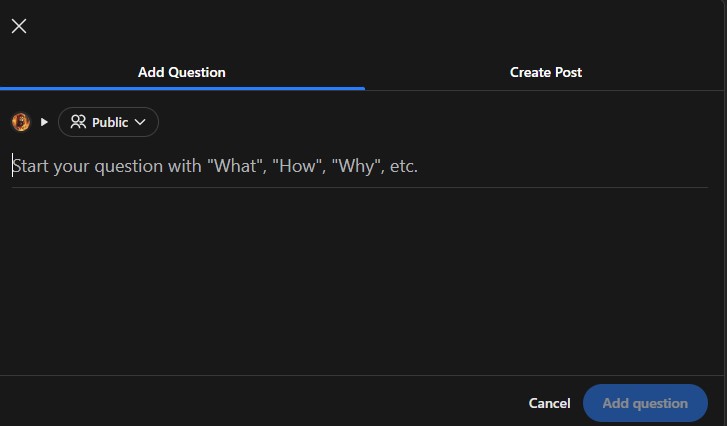 Add Question
Create Post
Public
Start your question with "What", "How", "Why", etc.
Cancel
Add question